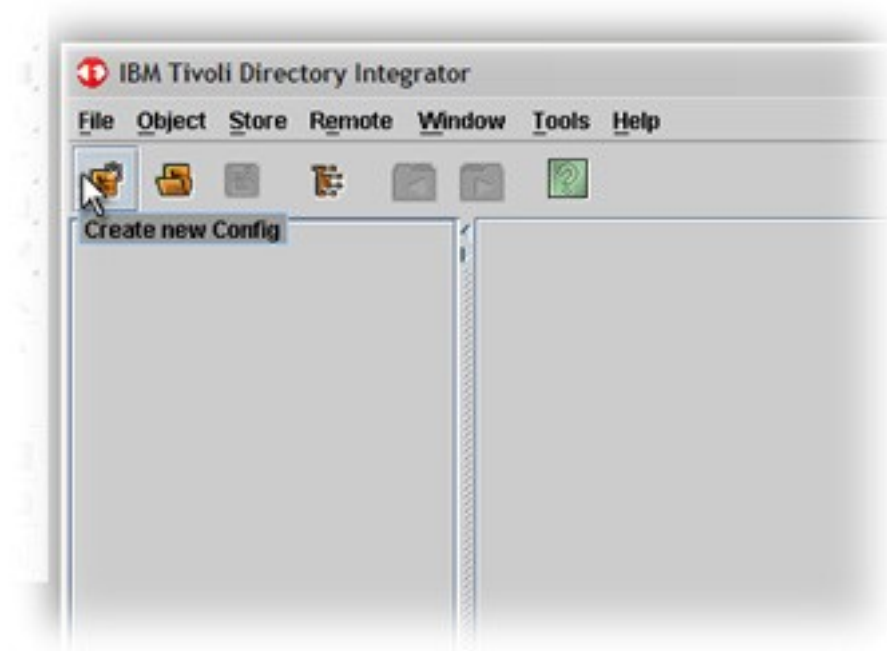 IBM Tivoli Directory Integrator
File Object Store Remote Window Tools Help
Create new Config